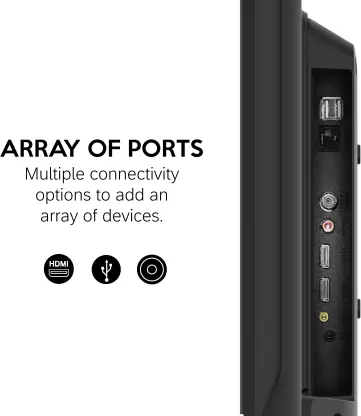 ARRAY OF PORTS
Multiple connectivity
options to add an
array of devices.
HDMI